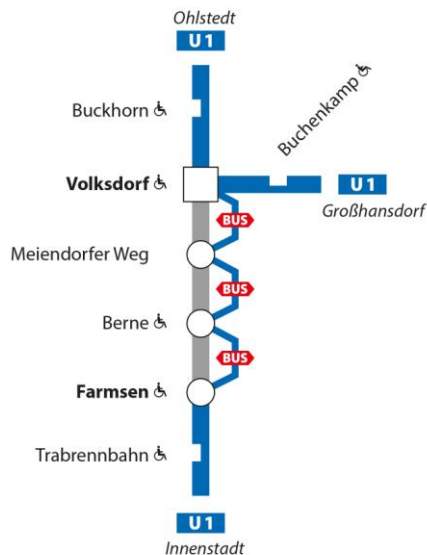 Ohlstedt
U1
Buckhorn
Buchenkamp
Volksdorf
U1
Großhansdorf
BUS
Meiendorfer Weg
BUS
Berne
BUS
Farmsen
Trabrennbahn
U1
Innenstadt